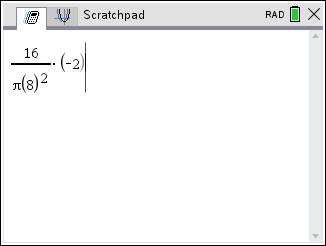 Scratchpad RAD
16
π(8)² · (-2)